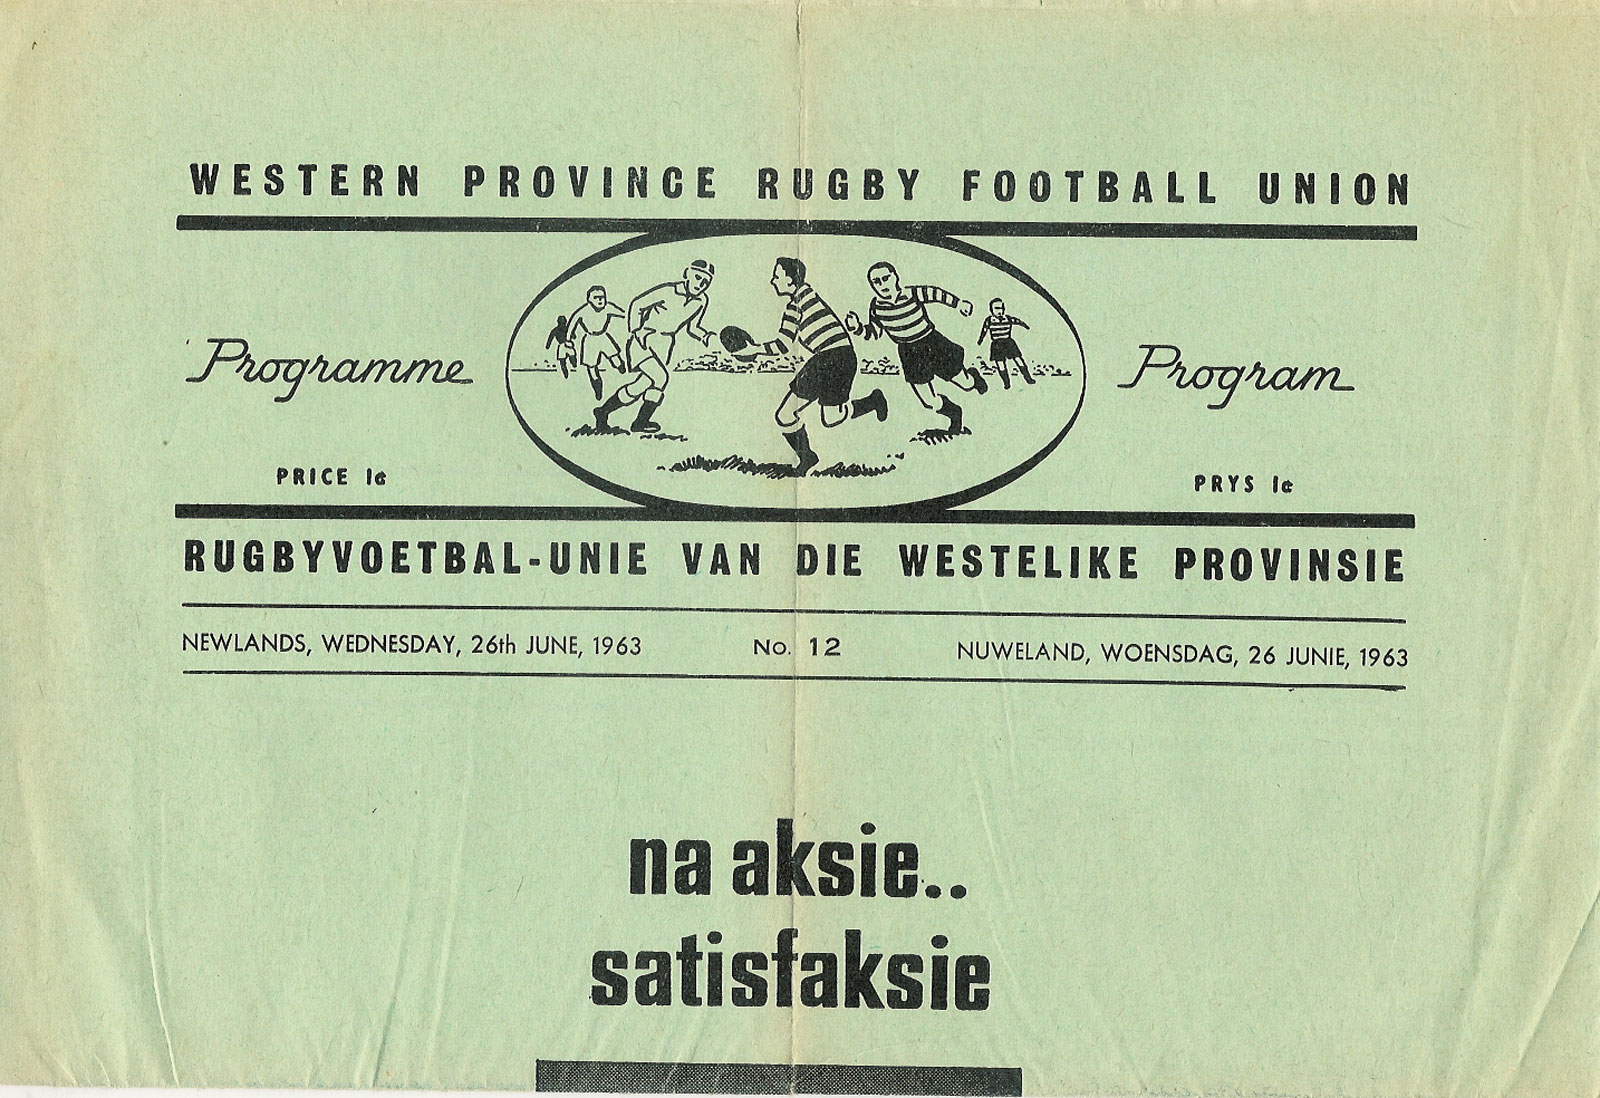 WESTERN PROVINCE RUGBY FOOTBALL UNION
Programme
Program
PRICE 1c
PRYS 1c
RUGBYVOETBAL-UNIE VAN DIE WESTELIKE PROVINSIE
NEWLANDS, WEDNESDAY, 26th JUNE, 1963 No. 12 NUWELAND, WOENSDAG, 26 JUNIE, 1963
na aksie..
satisfaksie